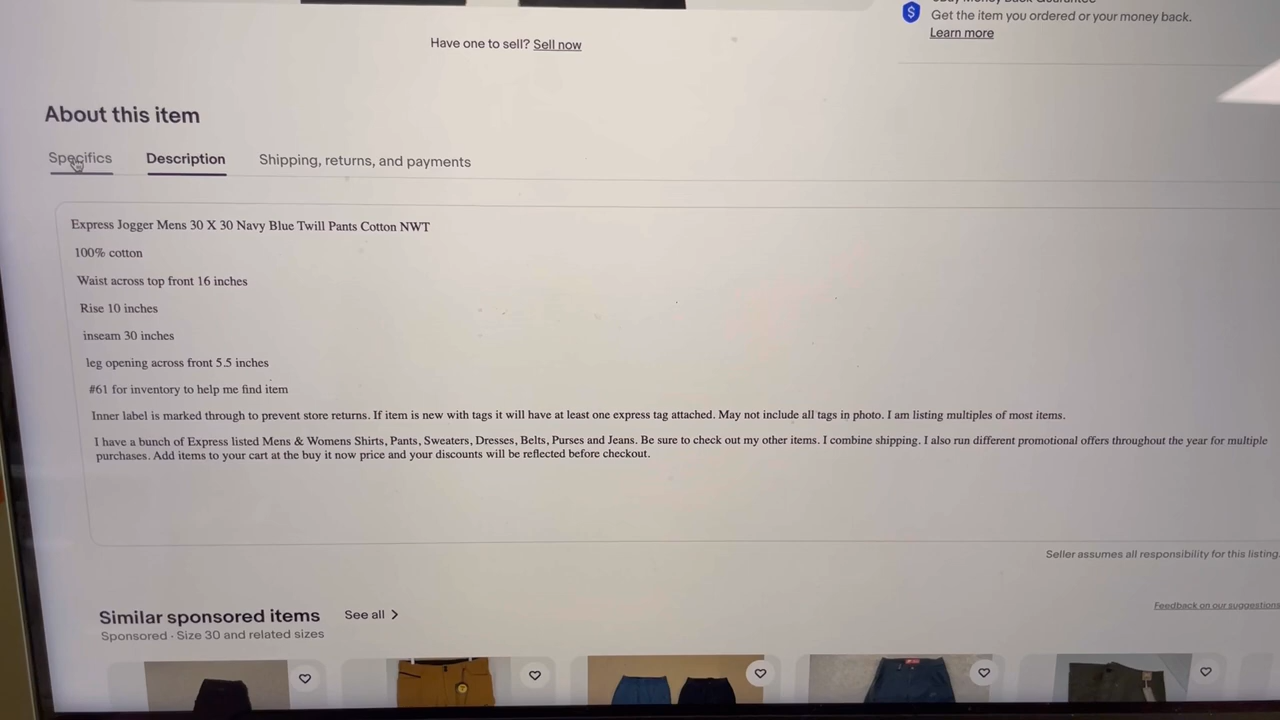 Get the item you ordered or your money back.
Learn more
Have one to sell? Sell now
About this item
Specifics Description Shipping, returns, and payments
Express Jogger Mens 30 X 30 Navy Blue Twill Pants Cotton NWT
100% cotton
Waist across top front 16 inches
Rise 10 inches
inseam 30 inches
leg opening across front 5.5 inches
#61 for inventory to help me find item
Inner label is marked through to prevent store returns. If item is new with tags it will have at least one express tag attached. May not include all tags in photo. I am listing multiples of most items.
I have a bunch of Express listed Mens & Womens Shirts, Pants, Sweaters, Dresses, Belts, Purses and Jeans. Be sure to check out my other items. I combine shipping. I also run different promotional offers throughout the year for multiple
purchases. Add items to your cart at the buy it now price and your discounts will be reflected before checkout.
Seller assumes all responsibility for this listing.
Similar sponsored items See all >
Feedback on our suggestions
Sponsored · Size 30 and related sizes